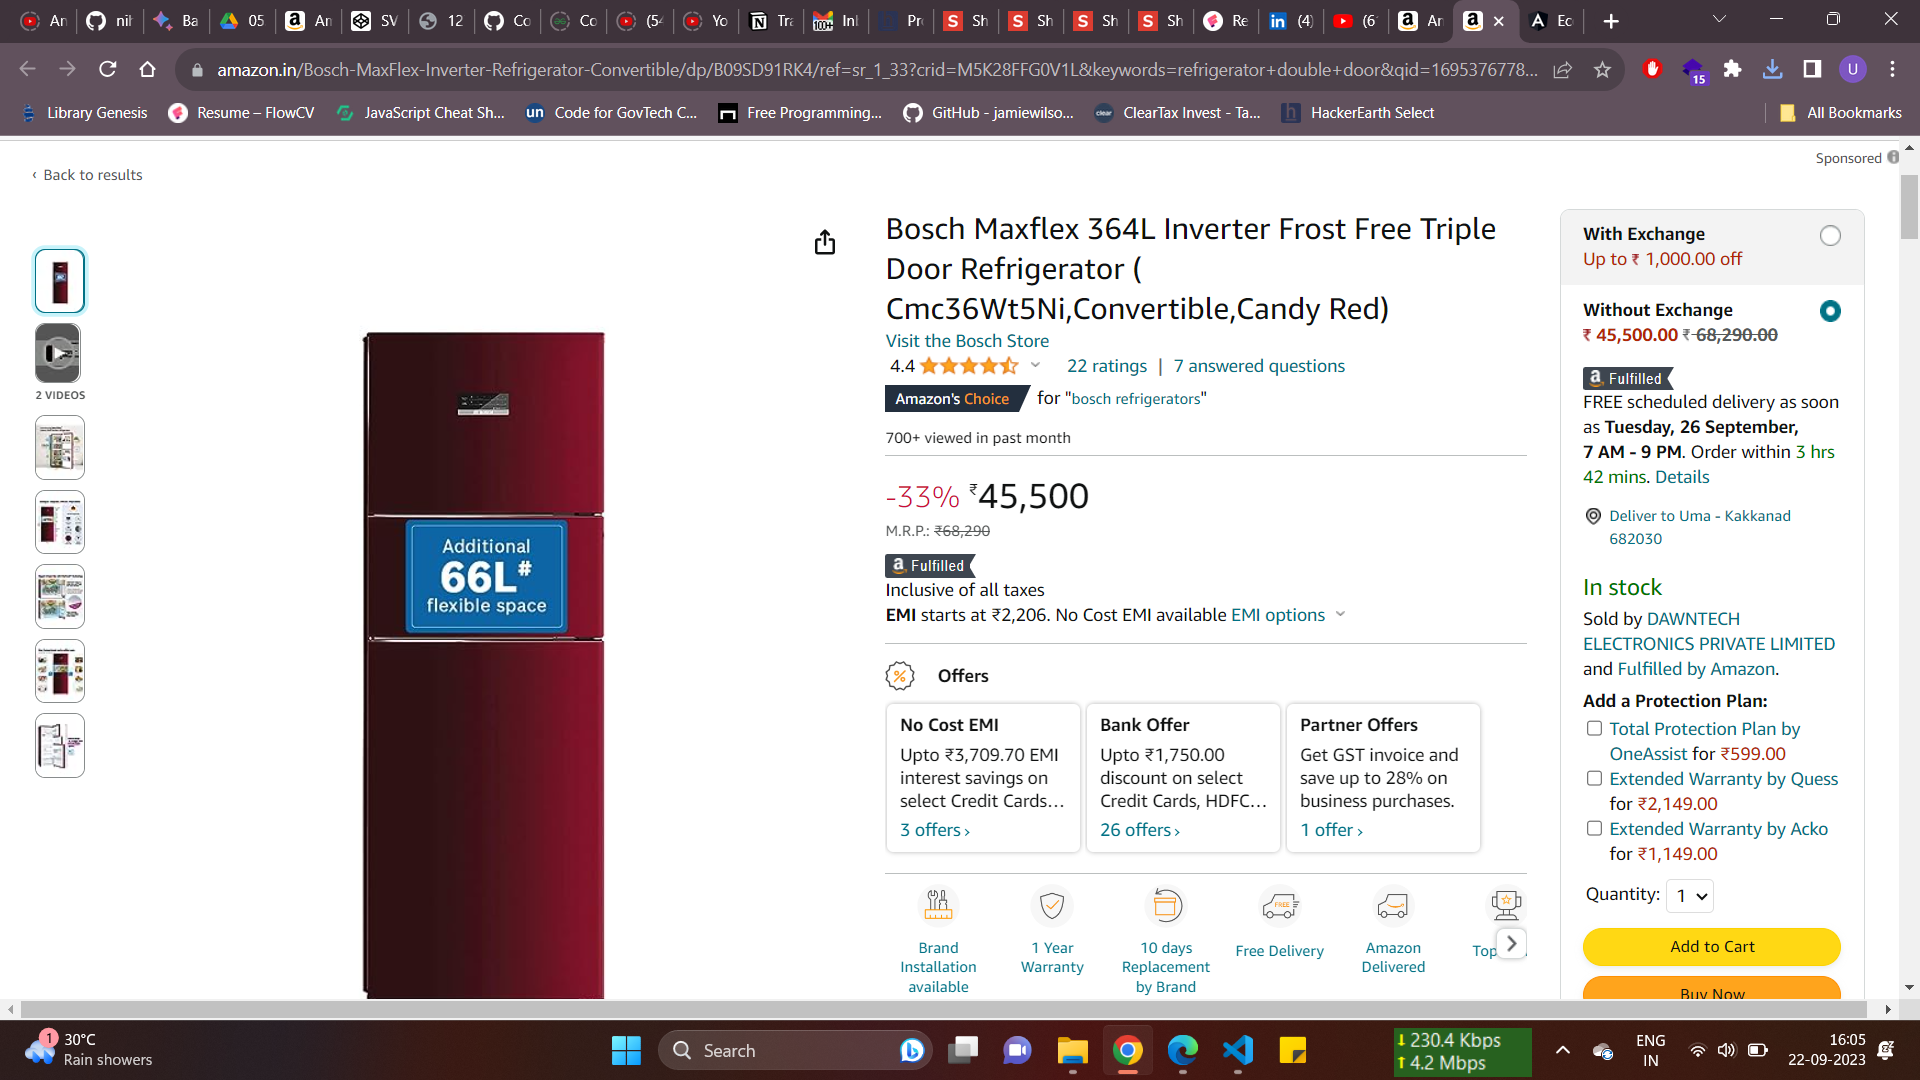 An
nil
Ba
05
An
SV
12
Co
Co
(54
Yo
Tra
100+
Inl
Pr
Sh
Sh
Sh
Sh
Re
(4)
(6
An
Ec
amazon.in/Bosch-MaxFlex-Inverter-Refrigerator-Convertible/dp/B09SD91RK4/ref=sr_1_33?crid=M5K28FFG0V1L&keywords=refrigerator+double+door&qid=1695376778...
15
U
Library Genesis
Resume – FlowCV
JavaScript Cheat Sh...
un Code for GovTech C...
Free Programming...
GitHub - jamiewilso...
ClearTax Invest - Ta...
HackerEarth Select
All Bookmarks
Sponsored
‹ Back to results
2 VIDEOS
Additional
66L#
flexible space
Bosch Maxflex 364L Inverter Frost Free Triple
Door Refrigerator (
Cmc36Wt5Ni,Convertible,Candy Red)
Visit the Bosch Store
4.4
22 ratings | 7 answered questions
Amazon's Choice for "bosch refrigerators"
700+ viewed in past month
-33% ₹45,500
M.R.P.: ₹68,290
a Fulfilled
Inclusive of all taxes
EMI starts at ₹2,206. No Cost EMI available EMI options
% Offers
No Cost EMI
Upto ₹3,709.70 EMI
interest savings on
select Credit Cards…
3 offers ›
Bank Offer
Upto ₹1,750.00
discount on select
Credit Cards, HDFC…
26 offers ›
Partner Offers
Get GST invoice and
save up to 28% on
business purchases.
1 offer ›
Brand
Installation
available
1 Year
Warranty
10 days
Replacement
by Brand
FREE
Free Delivery
Amazon
Delivered
Top
With Exchange
Up to ₹ 1,000.00 off
Without Exchange
₹ 45,500.00 ₹ 68,290.00
a Fulfilled
FREE scheduled delivery as soon
as Tuesday, 26 September,
7 AM - 9 PM. Order within 3 hrs
42 mins. Details
Deliver to Uma - Kakkanad
682030
In stock
Sold by DAWNTECH
ELECTRONICS PRIVATE LIMITED
and Fulfilled by Amazon.
Add a Protection Plan:
Total Protection Plan by
OneAssist for ₹599.00
Extended Warranty by Quess
for ₹2,149.00
Extended Warranty by Acko
for ₹1,149.00
Quantity: 1
Add to Cart
Buy Now
1
30°C
Rain showers
Search
230.4 Kbps
4.2 Mbps
ENG
IN
16:05
22-09-2023